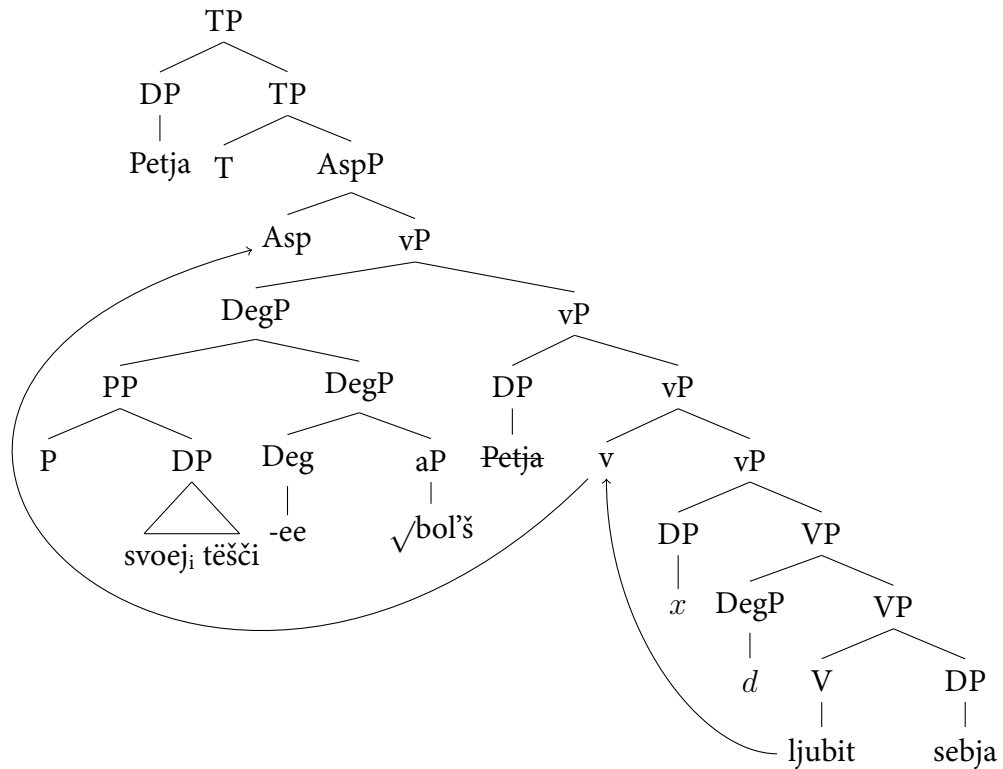 TP
DP TP
Petja T AspP
Asp vP
DegP vP
PP DegP DP vP
P DP Deg aP Petja v vP
svoejᵢ tëšči -ee √bol’š DP VP
x DegP VP
d V DP
ljubit sebja